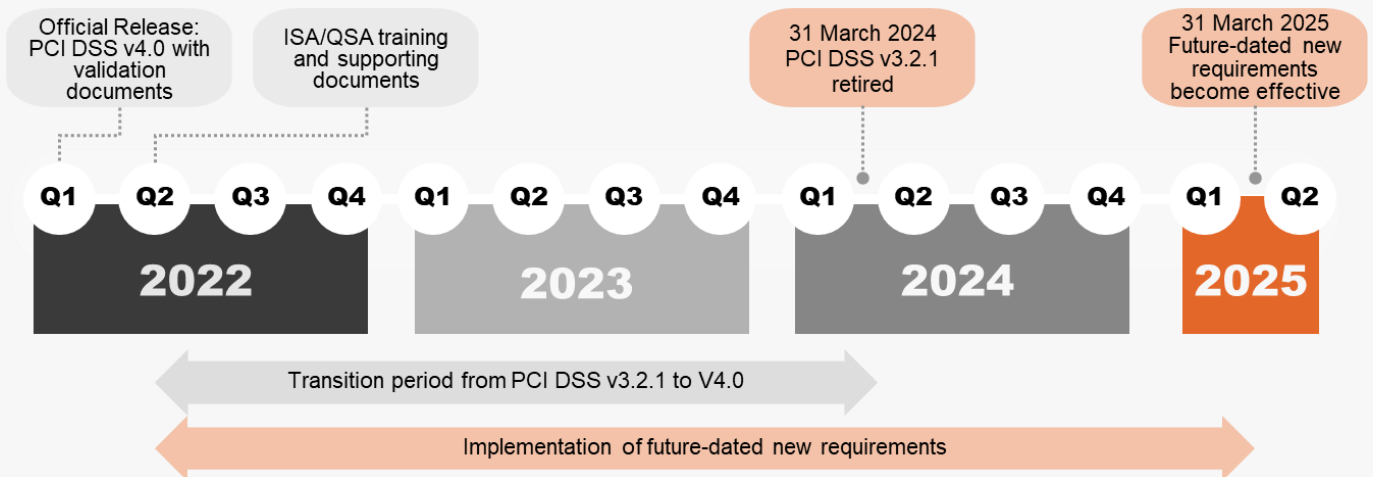 Official Release:
PCI DSS v4.0 with
validation
documents
ISA/QSA training
and supporting
documents
31 March 2024
PCI DSS v3.2.1
retired
31 March 2025
Future-dated new
requirements
become effective
Q1 Q2 Q3 Q4 Q1 Q2 Q3 Q4 Q1 Q2 Q3 Q4 Q1 Q2
2022 2023 2024 2025
Transition period from PCI DSS v3.2.1 to V4.0
Implementation of future-dated new requirements